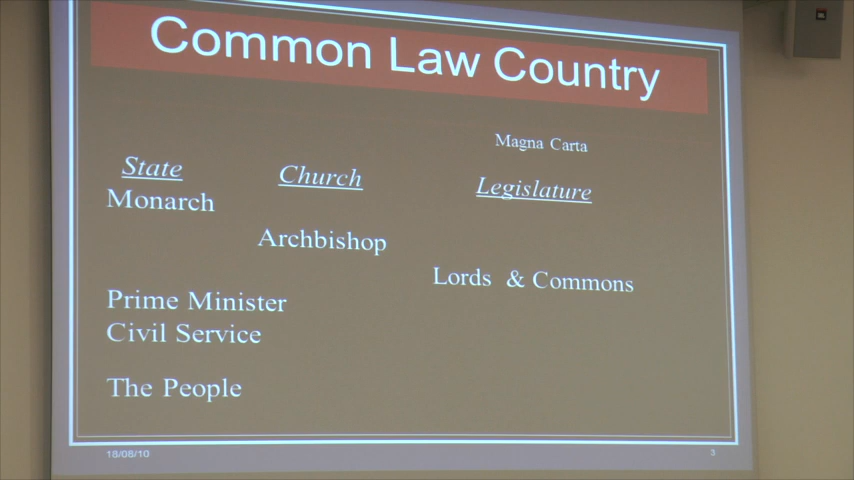 Common Law Country
Magna Carta
State Church Legislature
Monarch
Archbishop
Lords & Commons
Prime Minister
Civil Service
The People
18/08/10 3